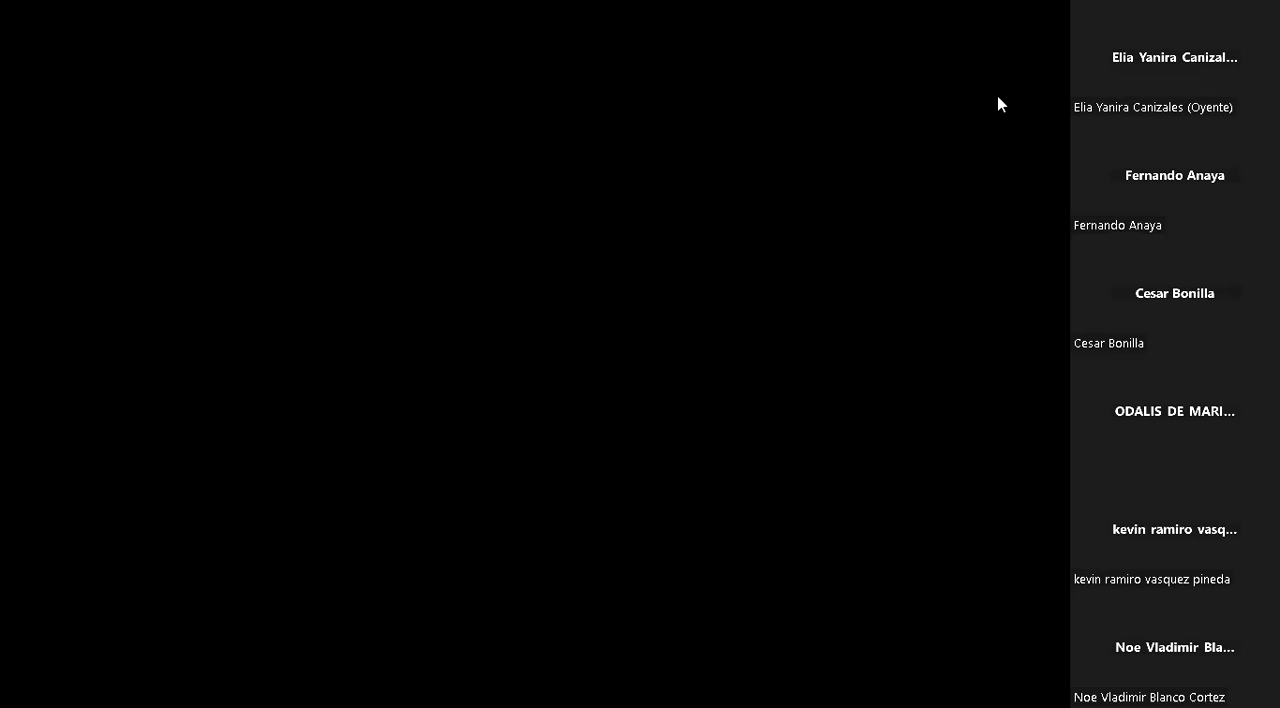 Elia Yanira Canizal...
Elia Yanira Canizales (Oyente)
Fernando Anaya
Fernando Anaya
Cesar Bonilla
Cesar Bonilla
ODALIS DE MARI...
kevin ramiro vasq...
kevin ramiro vasquez pineda
Noe Vladimir Bla...
Noe Vladimir Blanco Cortez